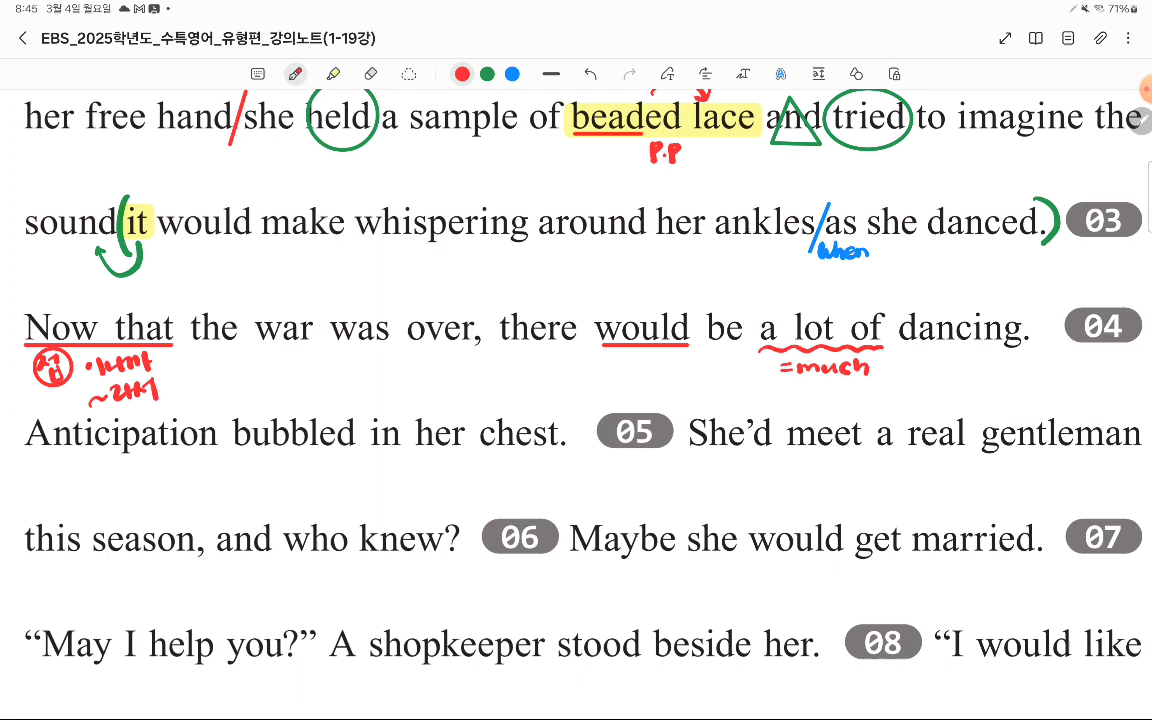 8:45 3월 4일 월요일
71%
EBS_2025학년도_수특영어_유형편_강의노트(1-19강)
her free hand/she held a sample of beaded lace and tried to imagine the
P.P
sound(it would make whispering around her ankles/as she danced.) 03
when
Now that the war was over, there would be a lot of dancing. 04
=much
Anticipation bubbled in her chest. 05 She’d meet a real gentleman
this season, and who knew? 06 Maybe she would get married. 07
“May I help you?” A shopkeeper stood beside her. 08 “I would like